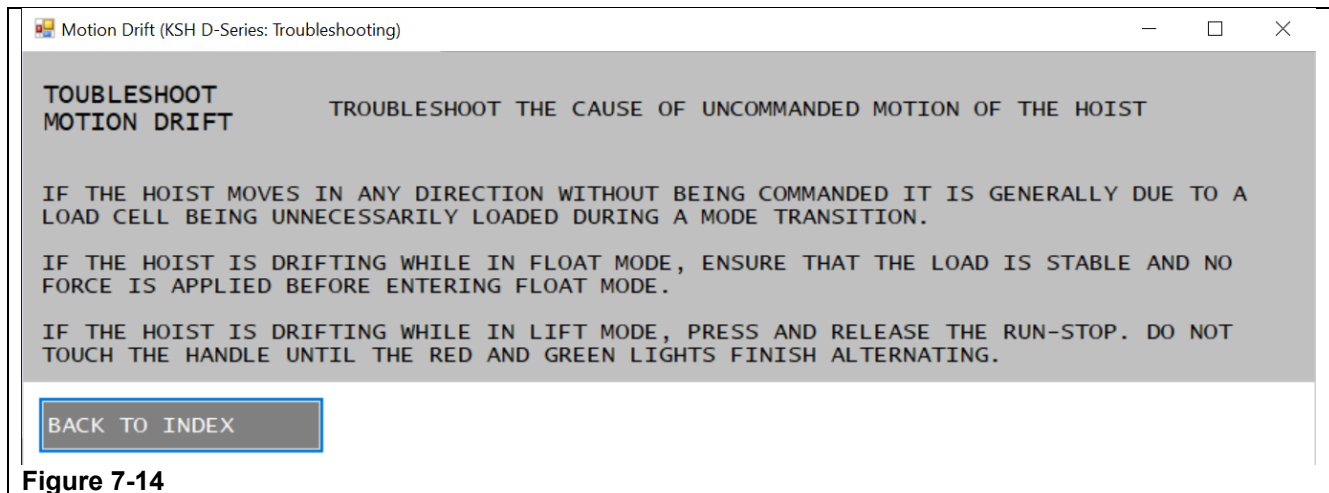 Motion Drift (KSH D-Series: Troubleshooting)
TOUBLESHOOT
MOTION DRIFT
TROUBLESHOOT THE CAUSE OF UNCOMMANDED MOTION OF THE HOIST
IF THE HOIST MOVES IN ANY DIRECTION WITHOUT BEING COMMANDED IT IS GENERALLY DUE TO A
LOAD CELL BEING UNNECESSARILY LOADED DURING A MODE TRANSITION.
IF THE HOIST IS DRIFTING WHILE IN FLOAT MODE, ENSURE THAT THE LOAD IS STABLE AND NO
FORCE IS APPLIED BEFORE ENTERING FLOAT MODE.
IF THE HOIST IS DRIFTING WHILE IN LIFT MODE, PRESS AND RELEASE THE RUN-STOP. DO NOT
TOUCH THE HANDLE UNTIL THE RED AND GREEN LIGHTS FINISH ALTERNATING.
BACK TO INDEX
Figure 7-14